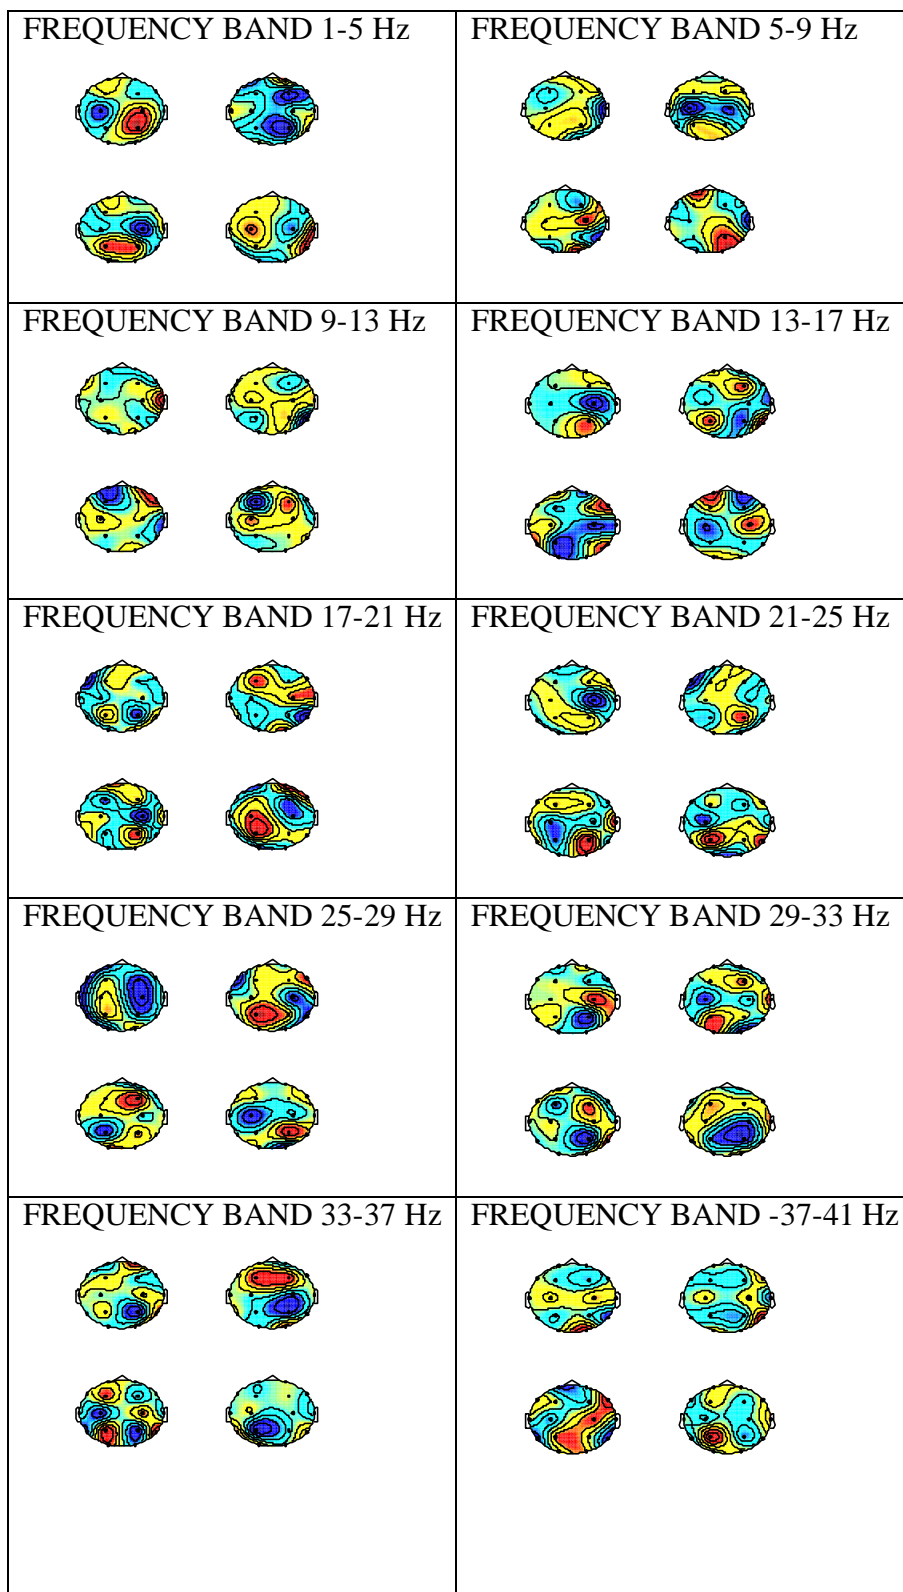 FREQUENCY BAND 1-5 Hz
FREQUENCY BAND 5-9 Hz
FREQUENCY BAND 9-13 Hz
FREQUENCY BAND 13-17 Hz
FREQUENCY BAND 17-21 Hz
FREQUENCY BAND 21-25 Hz
FREQUENCY BAND 25-29 Hz
FREQUENCY BAND 29-33 Hz
FREQUENCY BAND 33-37 Hz
FREQUENCY BAND -37-41 Hz